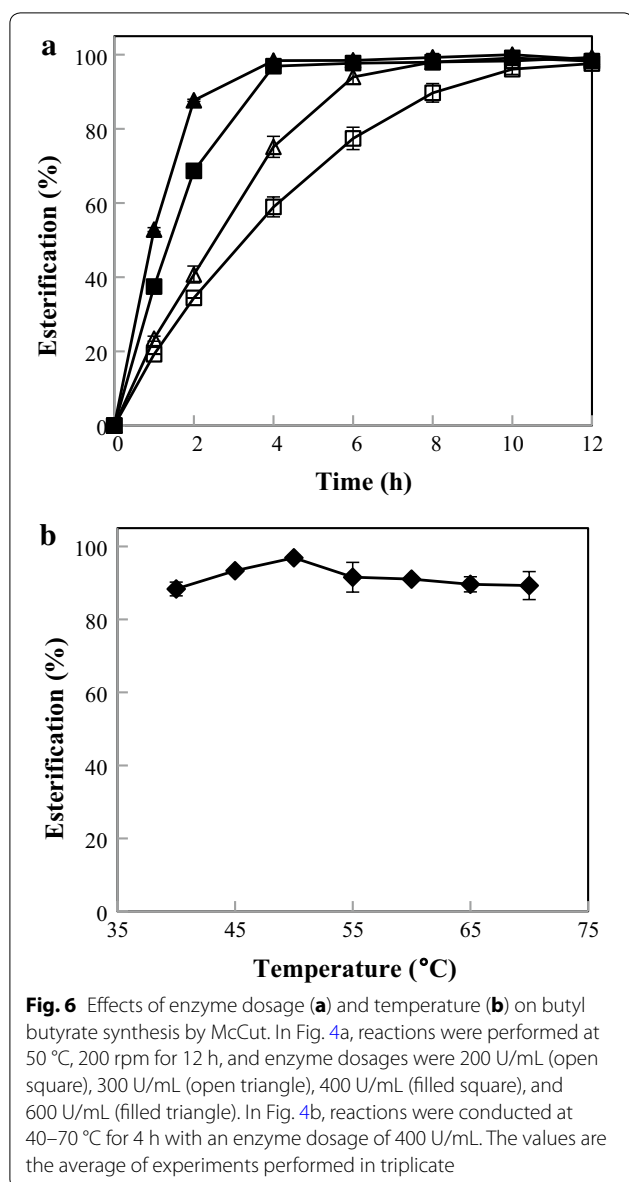 a
100
80
60
40
20
0
Esterification (%)
0 2 4 6 8 10 12
Time (h)
b
100
80
60
40
20
0
Esterification (%)
35 45 55 65 75
Temperature (°C)
Fig. 6 Effects of enzyme dosage (a) and temperature (b) on butyl
butyrate synthesis by McCut. In Fig. 4a, reactions were performed at
50 °C, 200 rpm for 12 h, and enzyme dosages were 200 U/mL (open
square), 300 U/mL (open triangle), 400 U/mL (filled square), and
600 U/mL (filled triangle). In Fig. 4b, reactions were conducted at
40–70 °C for 4 h with an enzyme dosage of 400 U/mL. The values are
the average of experiments performed in triplicate